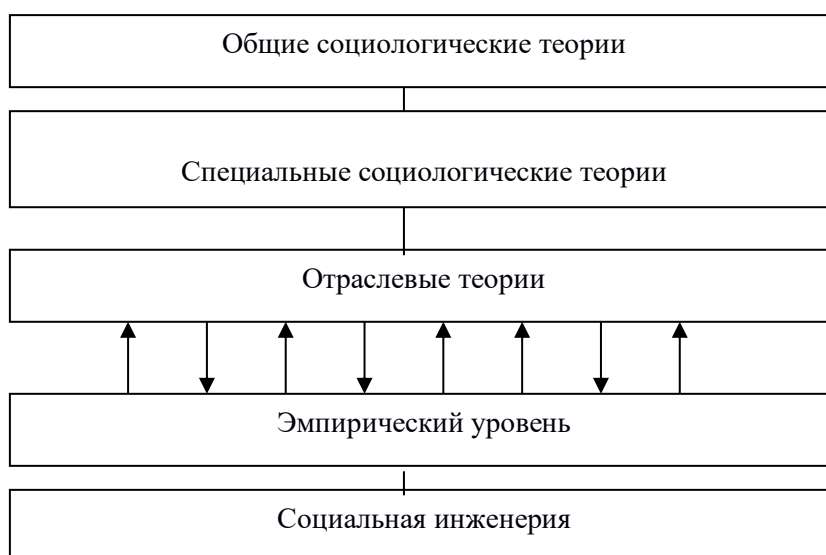 Общие социологические теории
Специальные социологические теории
Отраслевые теории
Эмпирический уровень
Социальная инженерия